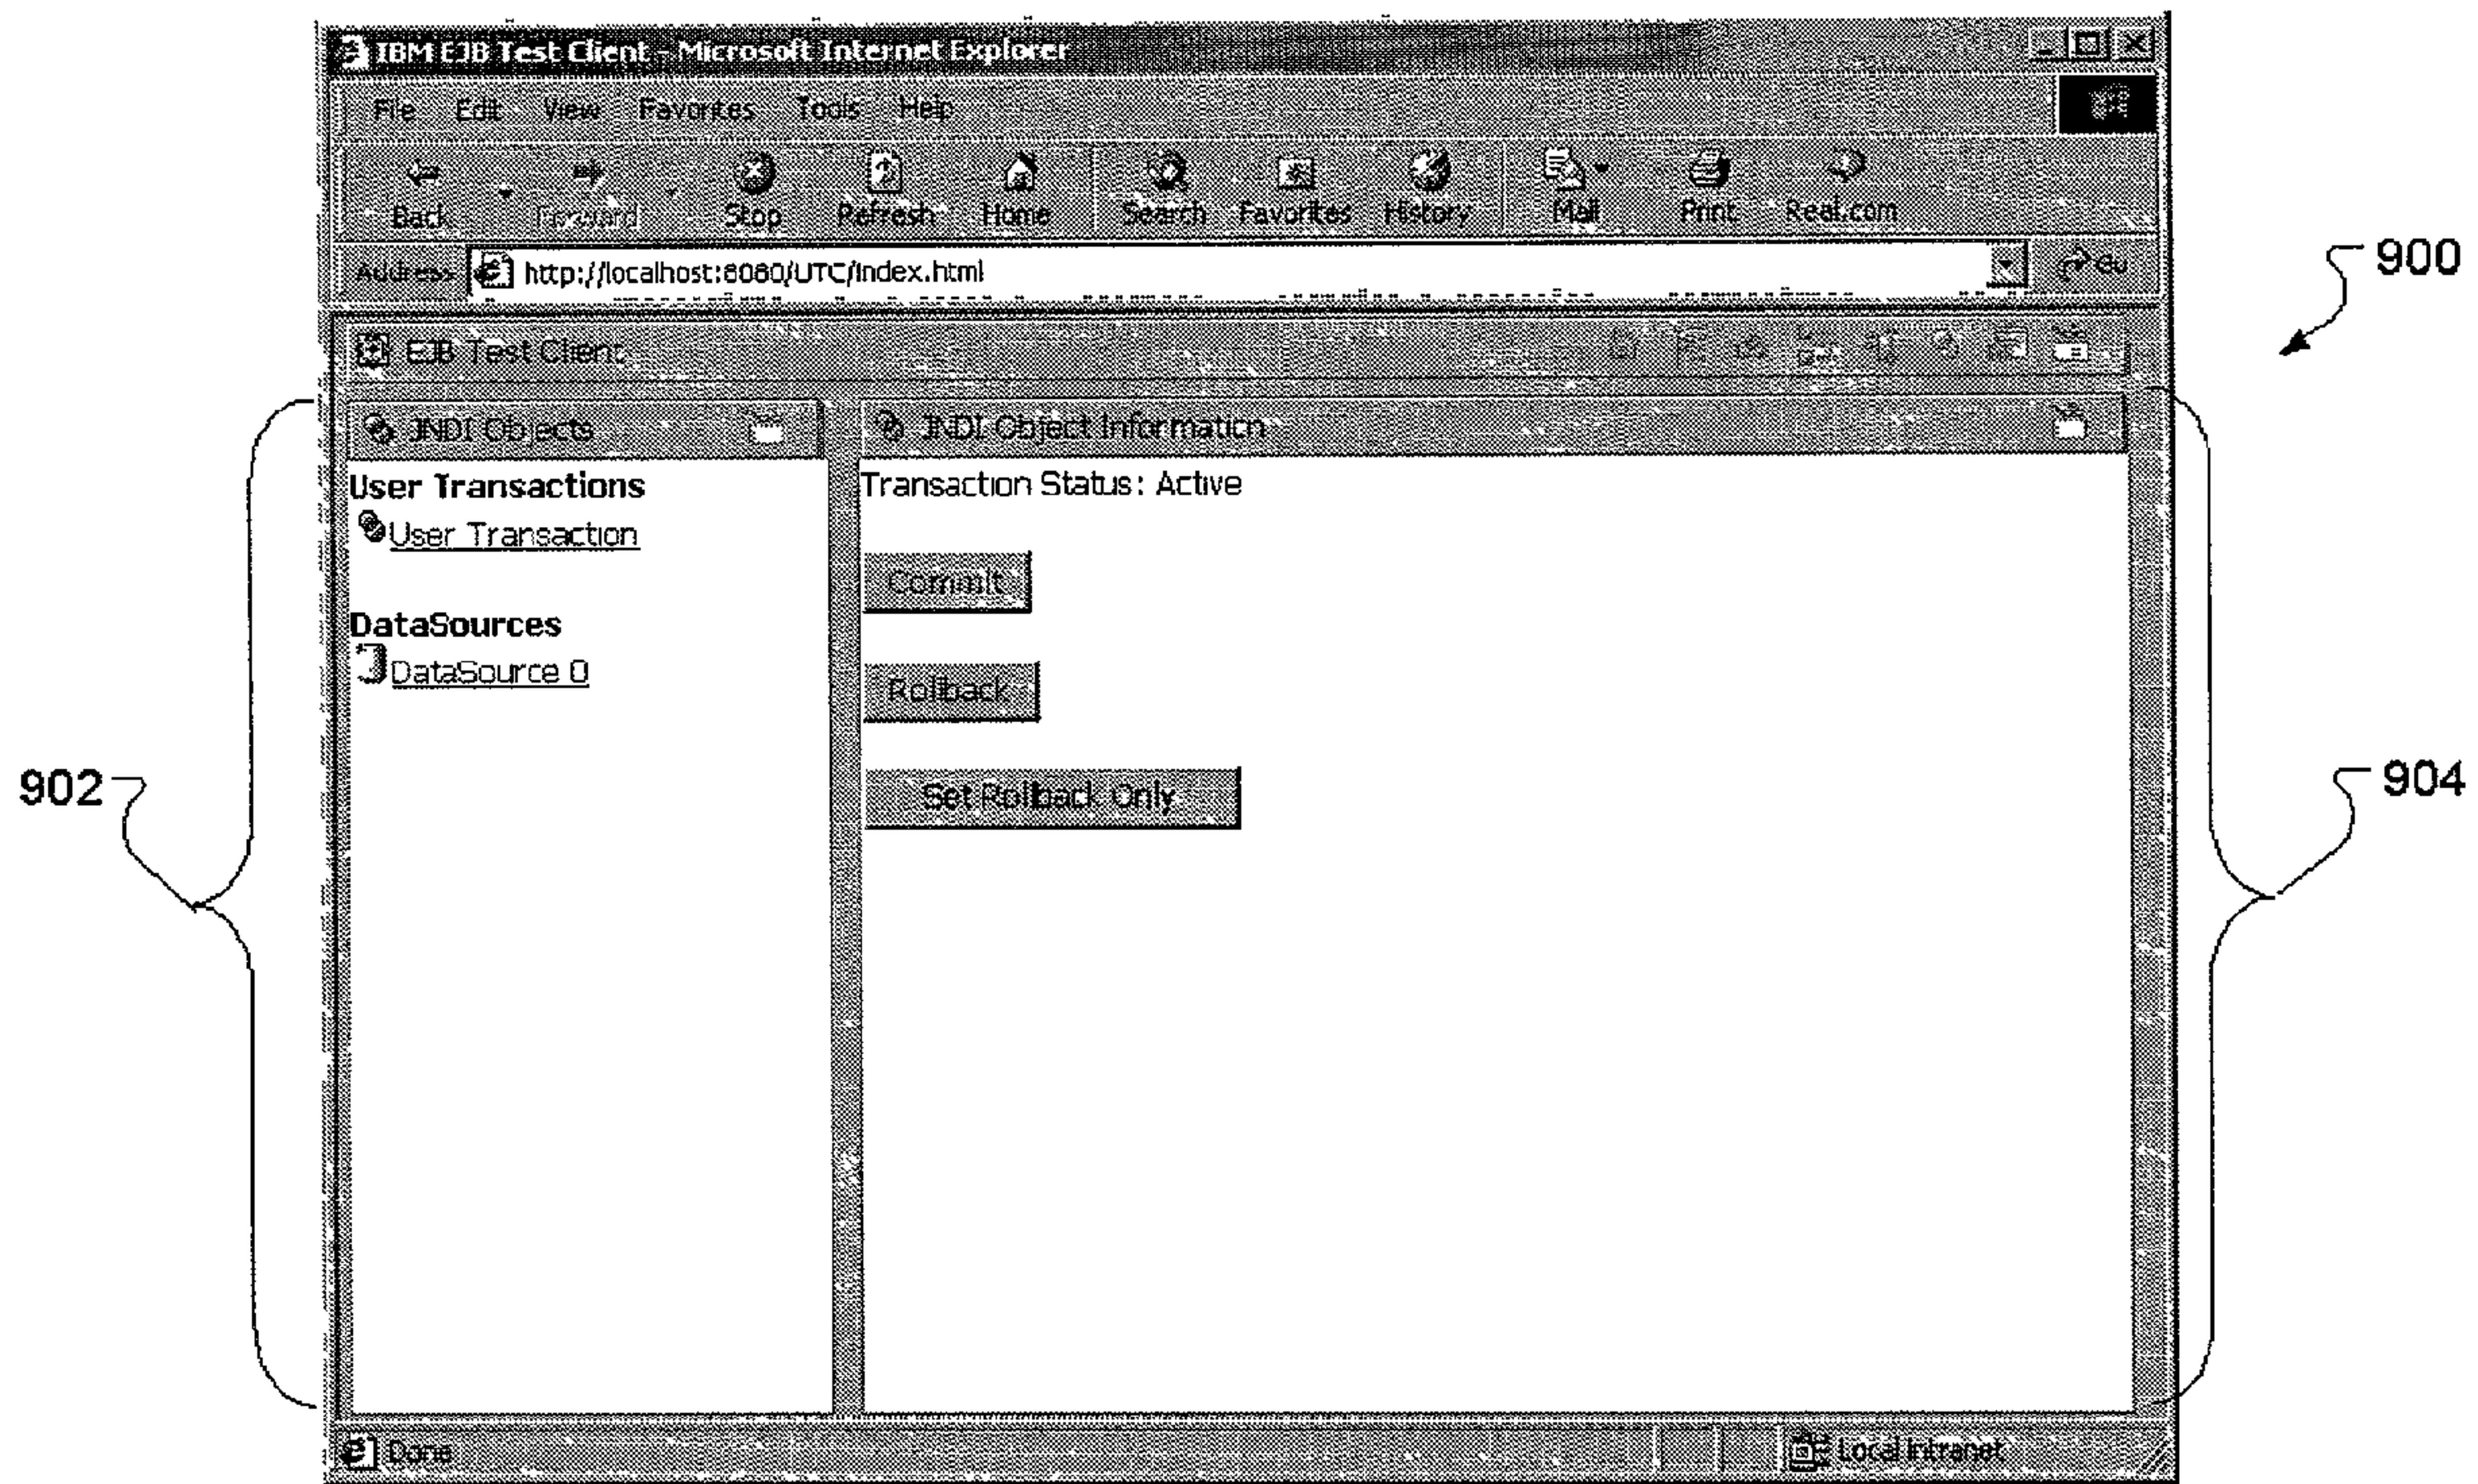 IBM EJB Test Client - Microsoft Internet Explorer
File Edit View Favorites Tools Help
Back Forward Stop Refresh Home Search Favorites History Mail Print Real.com
Address http://localhost:8080/UTC/index.html Go
900
EJB Test Client
JNDI Objects
JNDI Object Information
User Transactions
Transaction Status: Active
User Transaction
Commit
DataSources
DataSource 0
Rollback
902
904
Set Rollback Only
Done
Local intranet